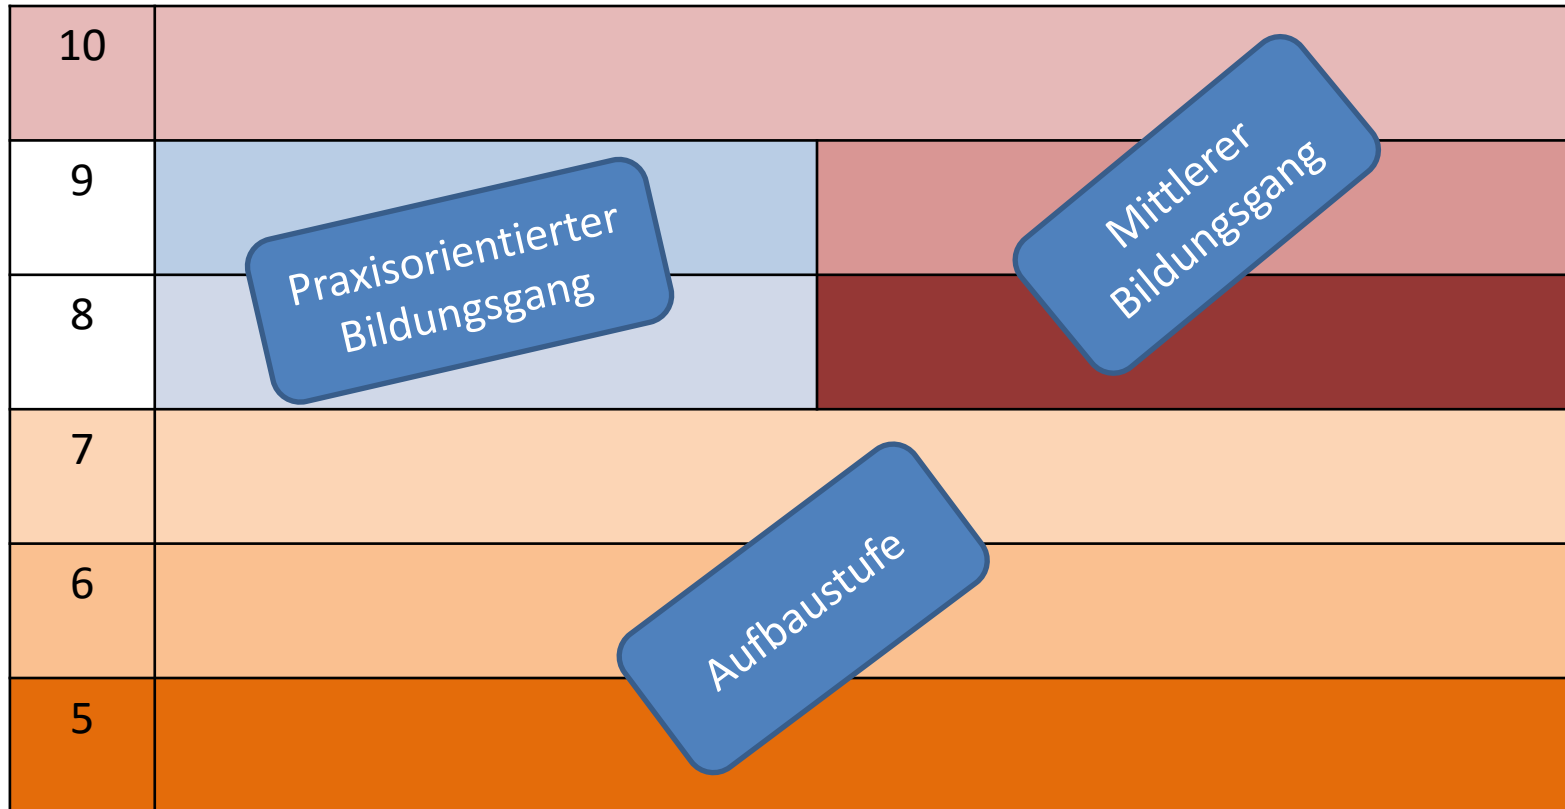 10
9
Praxisorientierter
Bildungsgang
Mittlerer
Bildungsgang
8
7
6
Aufbaustufe
5